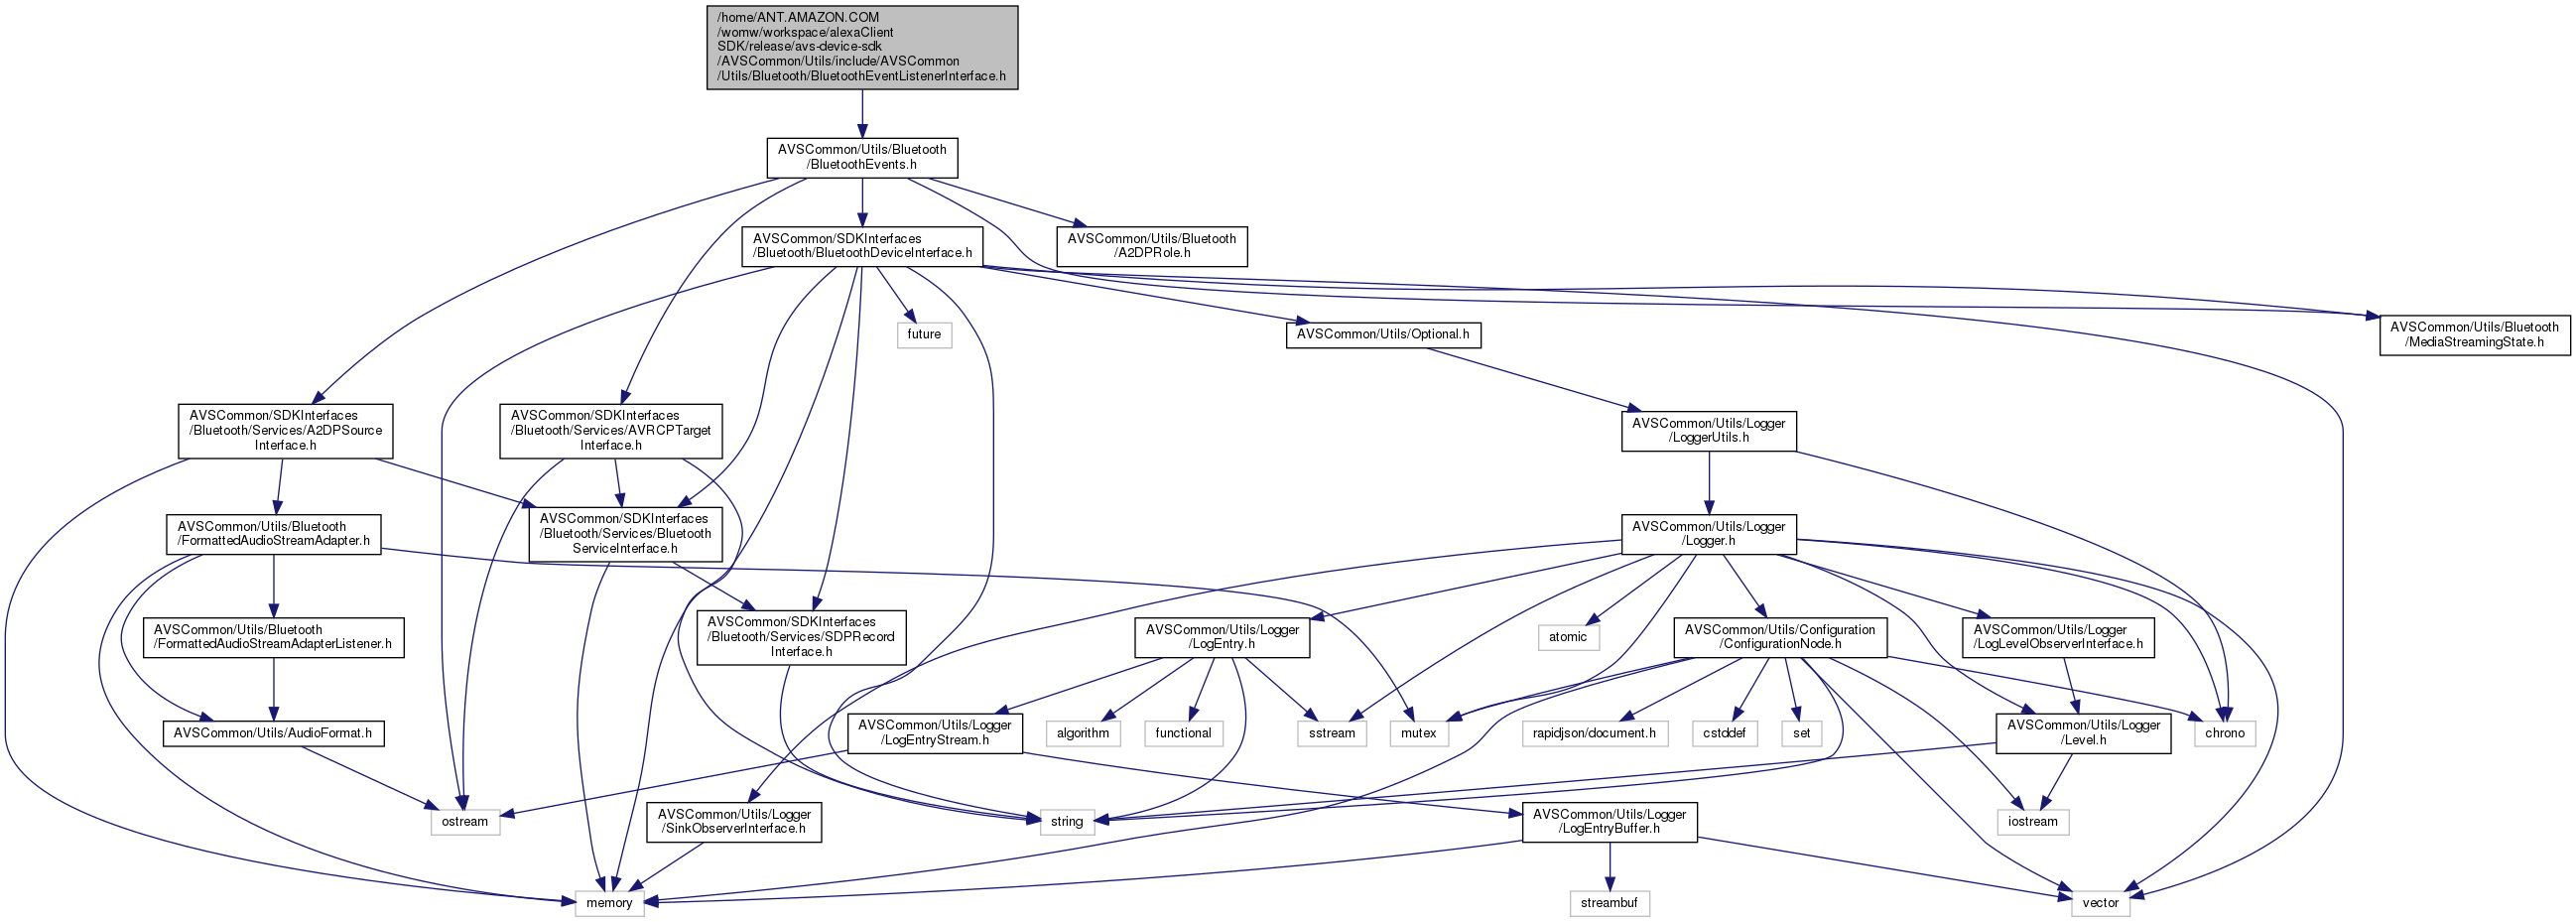 /home/ANT.AMAZON.COM
/womw/workspace/alexaClient
SDK/release/avs-device-sdk
/AVSCommon/Utils/include/AVSCommon
/Utils/Bluetooth/BluetoothEventListenerInterface.h
AVSCommon/Utils/Bluetooth
/BluetoothEvents.h
AVSCommon/SDKInterfaces
/Bluetooth/BluetoothDeviceInterface.h
AVSCommon/Utils/Bluetooth
/A2DPRole.h
future
AVSCommon/Utils/Optional.h
AVSCommon/Utils/Bluetooth
/MediaStreamingState.h
AVSCommon/SDKInterfaces
/Bluetooth/Services/A2DPSource
Interface.h
AVSCommon/SDKInterfaces
/Bluetooth/Services/AVRCPTarget
Interface.h
AVSCommon/Utils/Logger
/LoggerUtils.h
AVSCommon/Utils/Bluetooth
/FormattedAudioStreamAdapter.h
AVSCommon/SDKInterfaces
/Bluetooth/Services/Bluetooth
ServiceInterface.h
AVSCommon/Utils/Logger
/Logger.h
AVSCommon/Utils/Bluetooth
/FormattedAudioStreamAdapterListener.h
AVSCommon/SDKInterfaces
/Bluetooth/Services/SDPRecord
Interface.h
AVSCommon/Utils/Logger
/LogEntry.h
atomic
AVSCommon/Utils/Configuration
/ConfigurationNode.h
AVSCommon/Utils/Logger
/LogLevelObserverInterface.h
AVSCommon/Utils/AudioFormat.h
AVSCommon/Utils/Logger
/LogEntryStream.h
algorithm
functional
sstream
mutex
rapidjson/document.h
cstddef
set
AVSCommon/Utils/Logger
/Level.h
chrono
ostream
AVSCommon/Utils/Logger
/SinkObserverInterface.h
string
AVSCommon/Utils/Logger
/LogEntryBuffer.h
iostream
memory
streambuf
vector